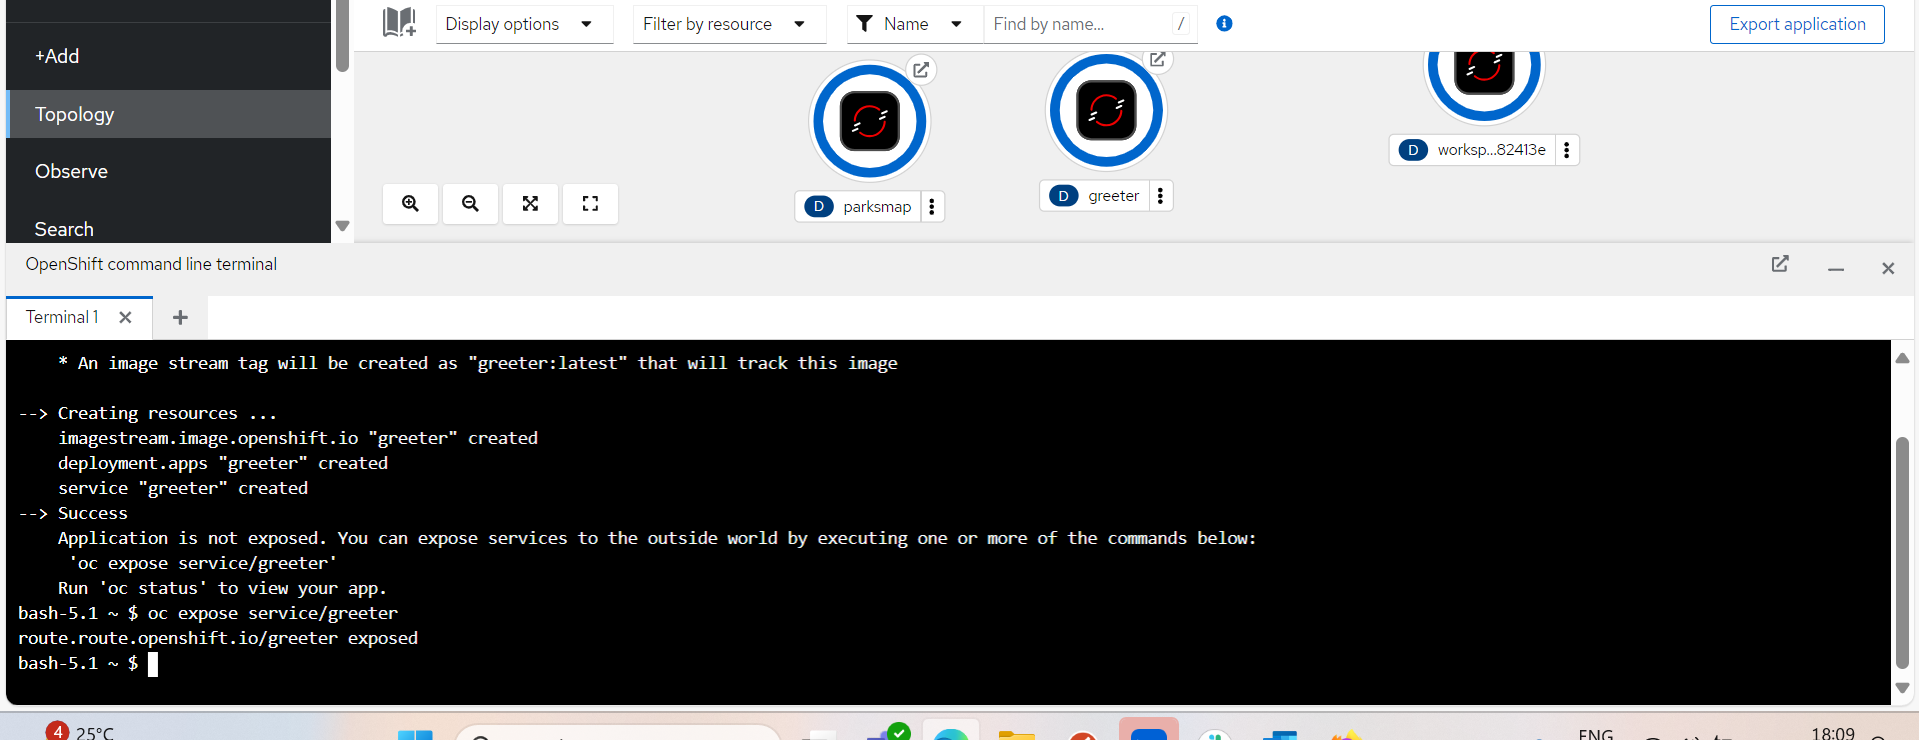 Display options
Filter by resource
Name
Find by name...
/
Export application
+Add
Topology
Observe
Search
D parksmap
D greeter
D worksp...82413e
OpenShift command line terminal
Terminal 1
* An image stream tag will be created as "greeter:latest" that will track this image
--> Creating resources ...
imagestream.image.openshift.io "greeter" created
deployment.apps "greeter" created
service "greeter" created
--> Success
Application is not exposed. You can expose services to the outside world by executing one or more of the commands below:
'oc expose service/greeter'
Run 'oc status' to view your app.
bash-5.1 ~ $ oc expose service/greeter
route.route.openshift.io/greeter exposed
bash-5.1 ~ $
4 25°C
ENG
18:09